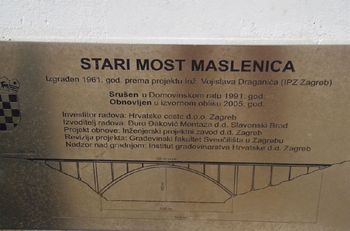 STARI MOST MASLENICA
Izgrađen 1961. god. prema projektu inž. Vojislava Draganića (IPZ-Zagreb)
Srušen u Domovinskom ratu 1991. god.
Obnovljen u izvornom obliku 2005. god.
Investitor radova: Hrvatske ceste d.o.o. Zagreb
Izvoditelj radova: Đuro Đaković Montaža d.d. Slavonski Brod
Projekt obnove: Inženjerski projektni zavod d.d. Zagreb
Revizija projekta: Građevinski fakultet Sveučilišta u Zagrebu
Nadzor nad gradnjom: Institut građevinarstva Hrvatske d.d. Zagreb